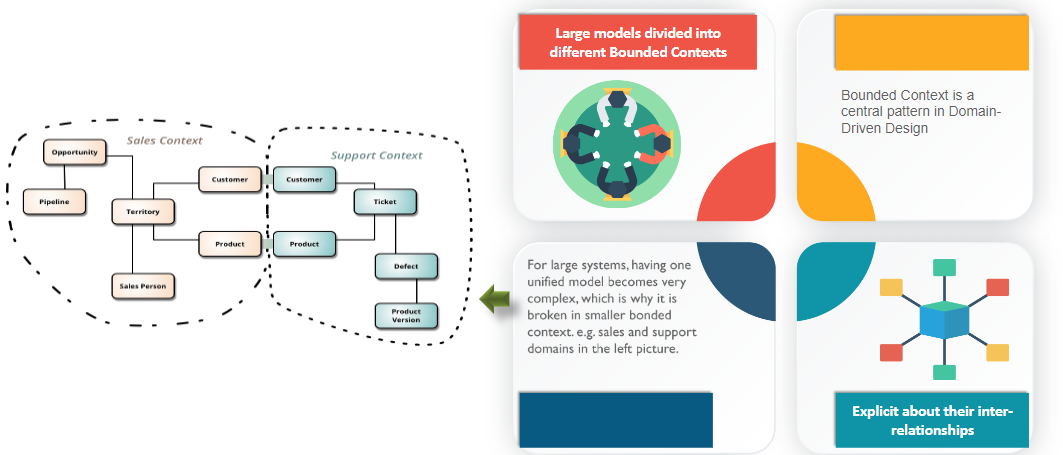 Sales Context
Support Context
Opportunity
Pipeline
Territory
Sales Person
Customer
Product
Customer
Product
Ticket
Defect
Product
Version
Large models divided into
different Bounded Contexts
Bounded Context is a
central pattern in Domain-
Driven Design
For large systems, having one
unified model becomes very
complex, which is why it is
broken in smaller bonded
context. e.g. sales and support
domains in the left picture.
Explicit about their inter-
relationships